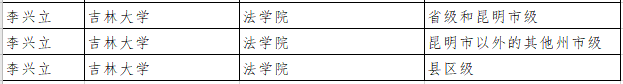 李兴立 吉林大学 法学院 省级和昆明市级
李兴立 吉林大学 法学院 昆明市以外的其他州市级
李兴立 吉林大学 法学院 县区级